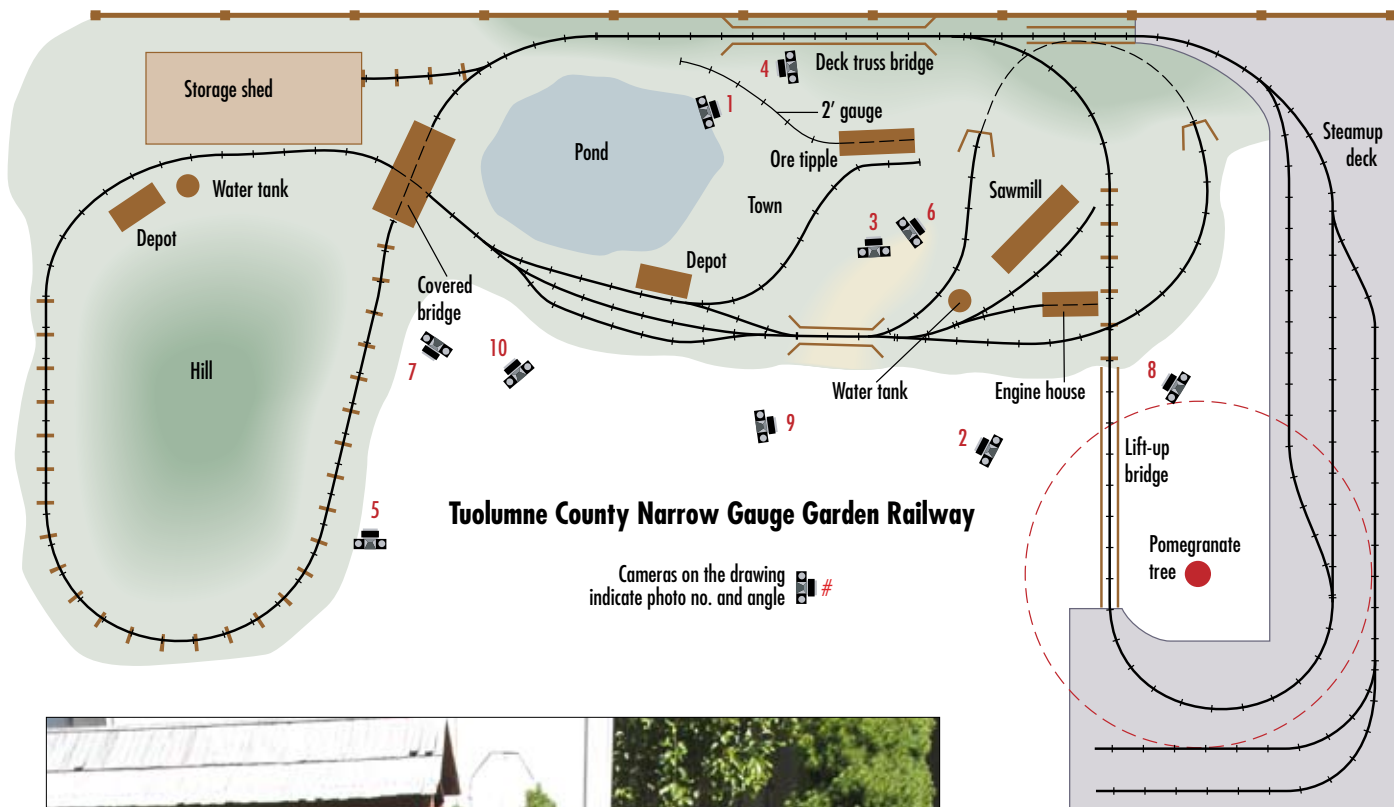 Storage shed
4
Deck truss bridge
1
2' gauge
Steamup
deck
Pond
Ore tipple
Water tank
Town
Sawmill
Depot
3
6
Depot
Covered
bridge
7
10
Hill
Water tank
Engine house
8
9
2
Lift-up
bridge
5
Tuolumne County Narrow Gauge Garden Railway
Pomegranate
tree
Cameras on the drawing
indicate photo no. and angle
#